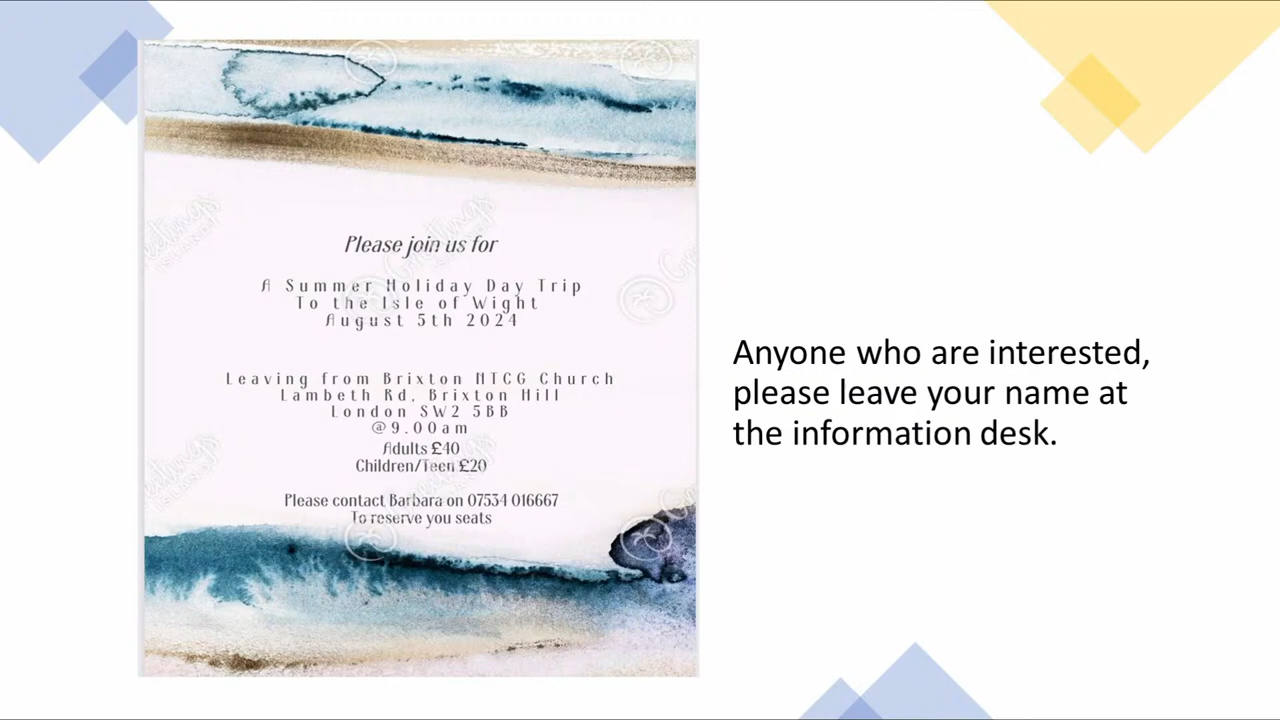 Please join us for
A Summer Holiday Day Trip
To the Isle of Wight
August 5th 2024
Leaving from Brixton NTCG Church
Lambeth Rd, Brixton Hill
London SW2 5BB
@9.00am
Adults £40
Children/Teen £20
Please contact Barbara on 07534 016667
To reserve you seats
Anyone who are interested,
please leave your name at
the information desk.